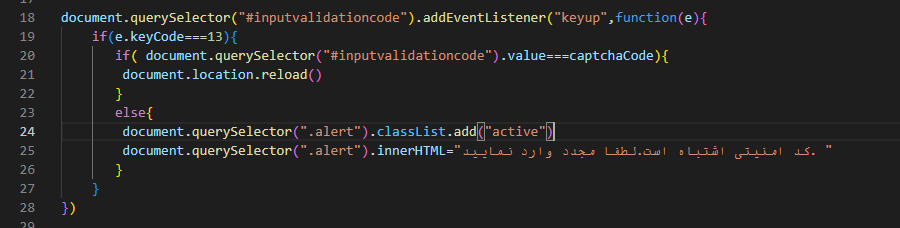 18 document.querySelector("#inputvalidationcode").addEventListener("keyup",function(e){
19 if(e.keyCode===13){
20 if( document.querySelector("#inputvalidationcode").value===captchaCode){
21 document.location.reload()
22 }
23 else{
24 document.querySelector(".alert").classList.add("active")
25 document.querySelector(".alert").innerHTML="کد امنیتی اشتباه است.لطفا مجدد وارد نمایید. "
26 }
27 }
28 })